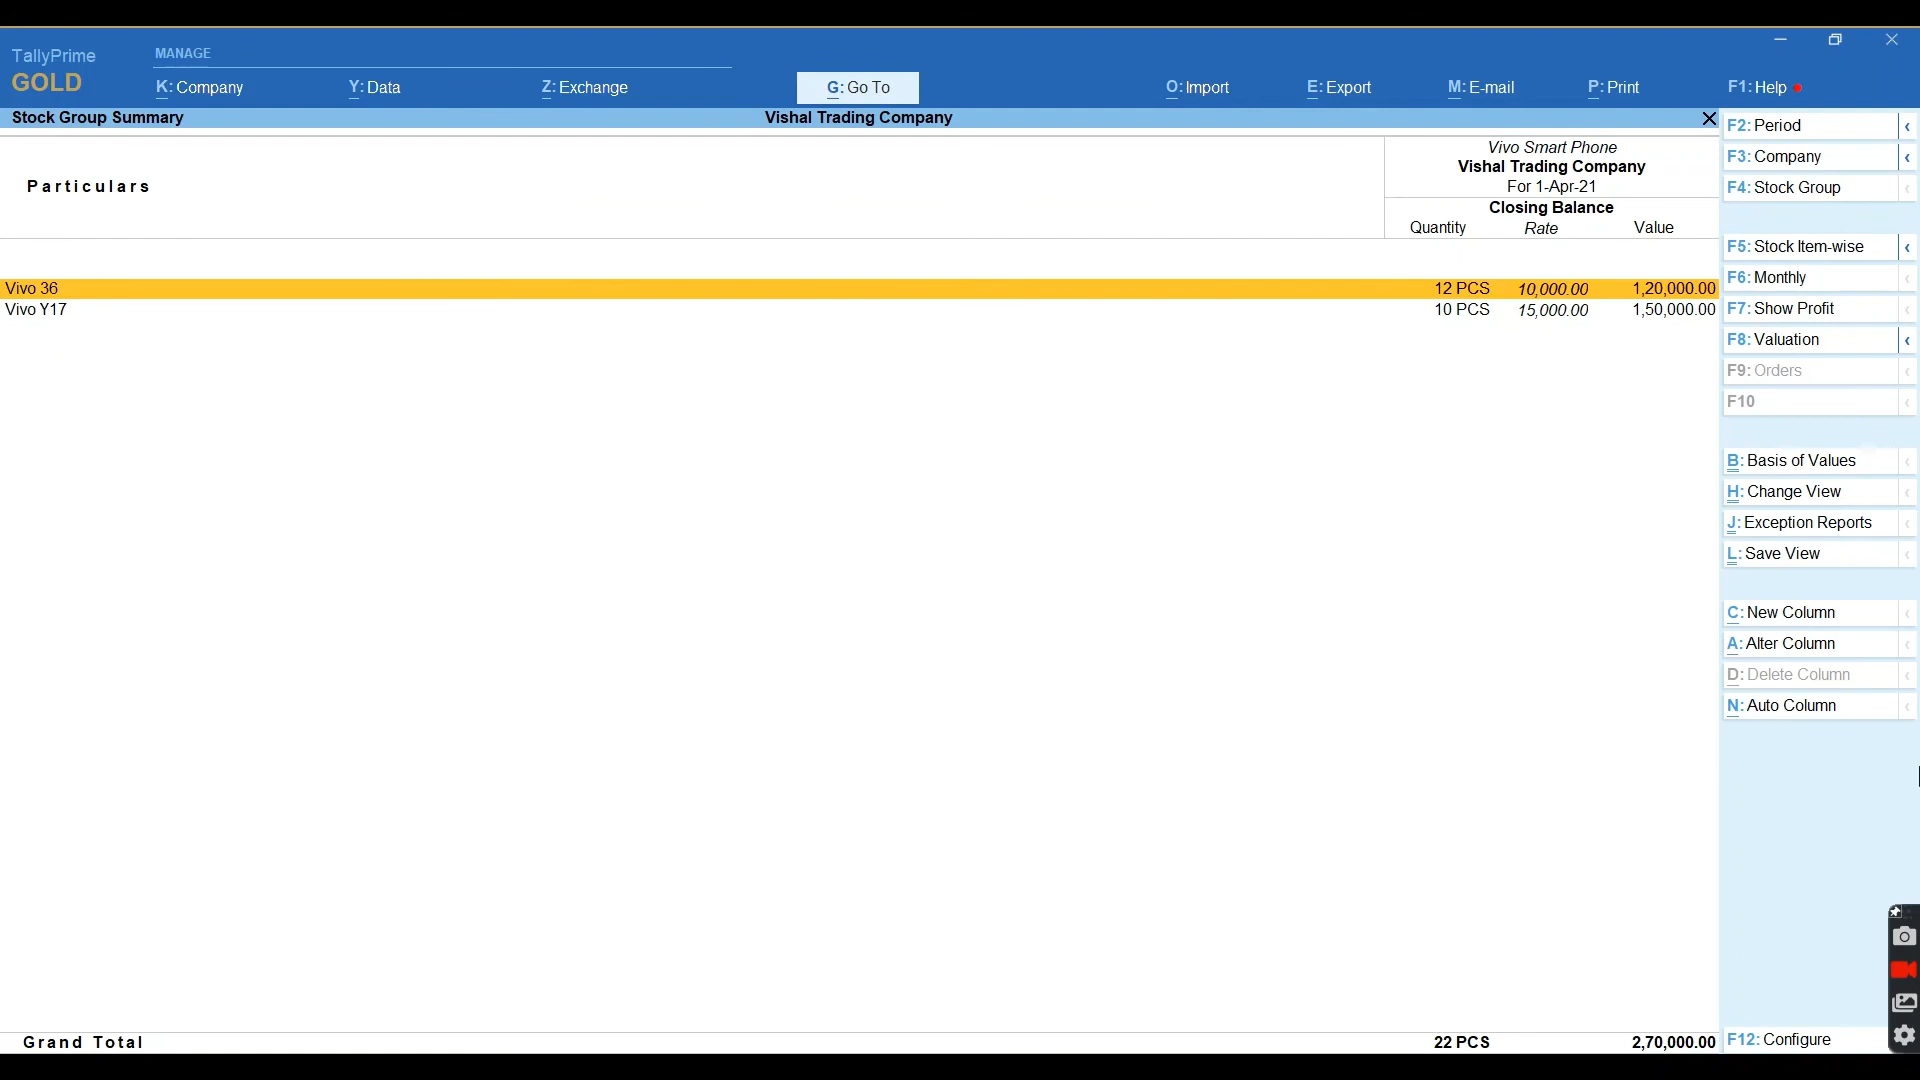 TallyPrime
GOLD
MANAGE
K: Company
Y: Data
Z: Exchange
G: Go To
O: Import
E: Export
M: E-mail
P: Print
F1: Help
Stock Group Summary
Vishal Trading Company
Particulars
Vivo Smart Phone
Vishal Trading Company
For 1-Apr-21
Closing Balance
Quantity Rate Value
Vivo 36 12 PCS 10,000.00 1,20,000.00
Vivo Y17 10 PCS 15,000.00 1,50,000.00
Grand Total 22 PCS 2,70,000.00
F2: Period
F3: Company
F4: Stock Group
F5: Stock Item-wise
F6: Monthly
F7: Show Profit
F8: Valuation
F9: Orders
F10
B: Basis of Values
H: Change View
J: Exception Reports
L: Save View
C: New Column
A: Alter Column
D: Delete Column
N: Auto Column
F12: Configure